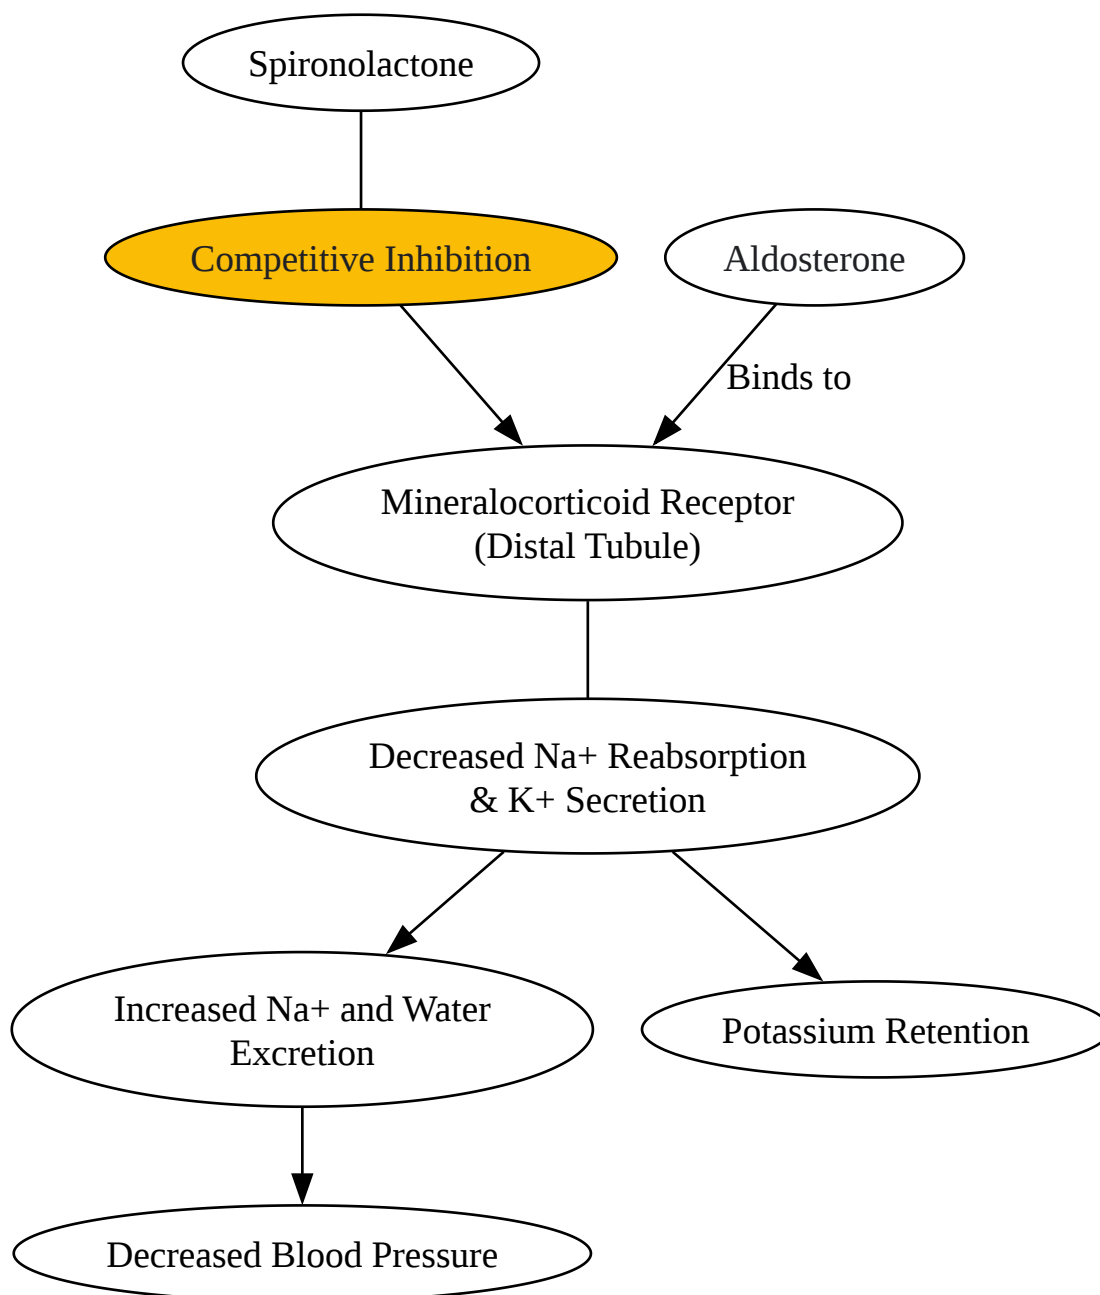 Spironolactone
Competitive Inhibition
Aldosterone
Binds to
Mineralocorticoid Receptor
(Distal Tubule)
Decreased Na+ Reabsorption
& K+ Secretion
Increased Na+ and Water
Excretion
Potassium Retention
Decreased Blood Pressure